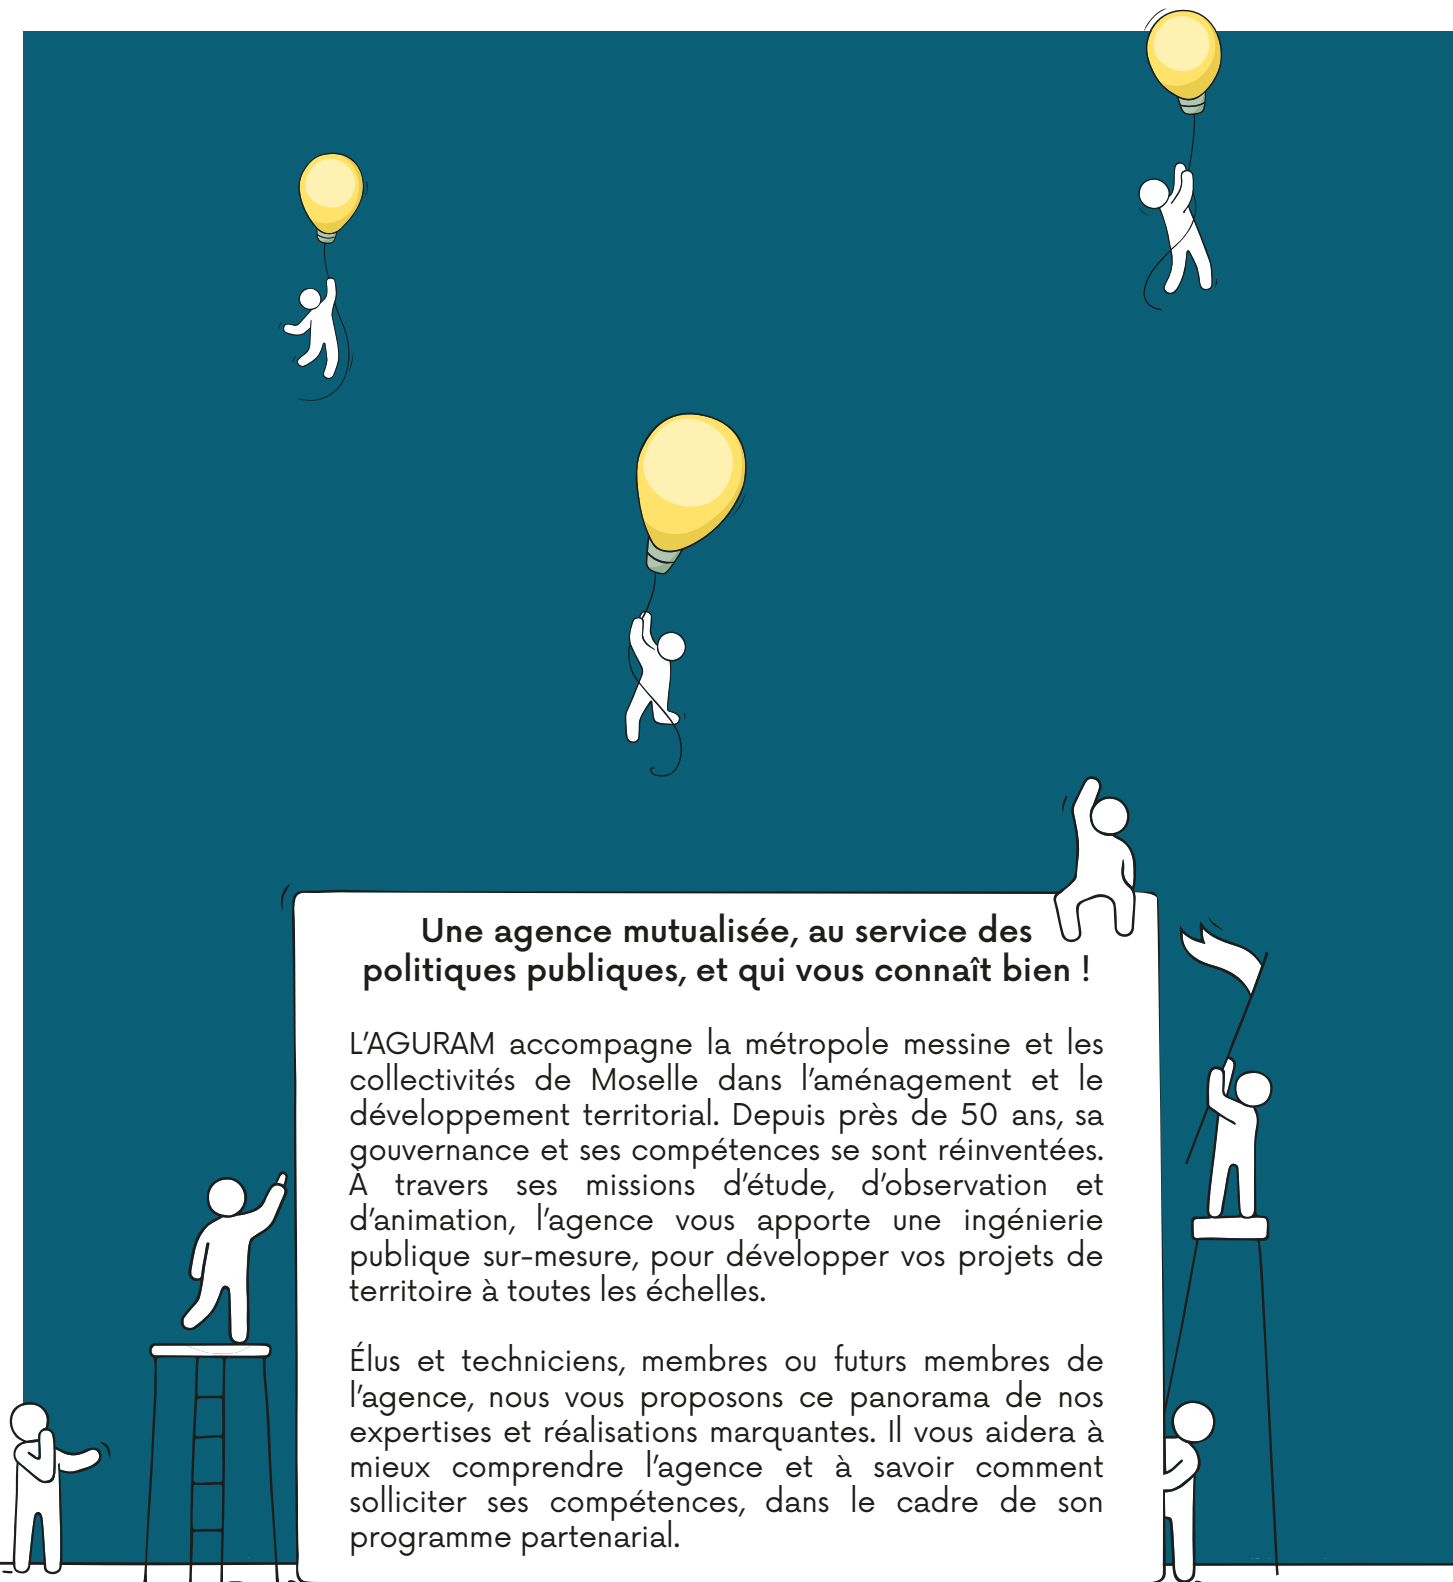 Une agence mutualisée, au service des
politiques publiques, et qui vous connaît bien !
L’AGURAM accompagne la métropole messine et les
collectivités de Moselle dans l’aménagement et le
développement territorial. Depuis près de 50 ans, sa
gouvernance et ses compétences se sont réinventées.
À travers ses missions d’étude, d’observation et
d’animation, l’agence vous apporte une ingénierie
publique sur-mesure, pour développer vos projets de
territoire à toutes les échelles.
Élus et techniciens, membres ou futurs membres de
l’agence, nous vous proposons ce panorama de nos
expertises et réalisations marquantes. Il vous aidera à
mieux comprendre l’agence et à savoir comment
solliciter ses compétences, dans le cadre de son
programme partenarial.